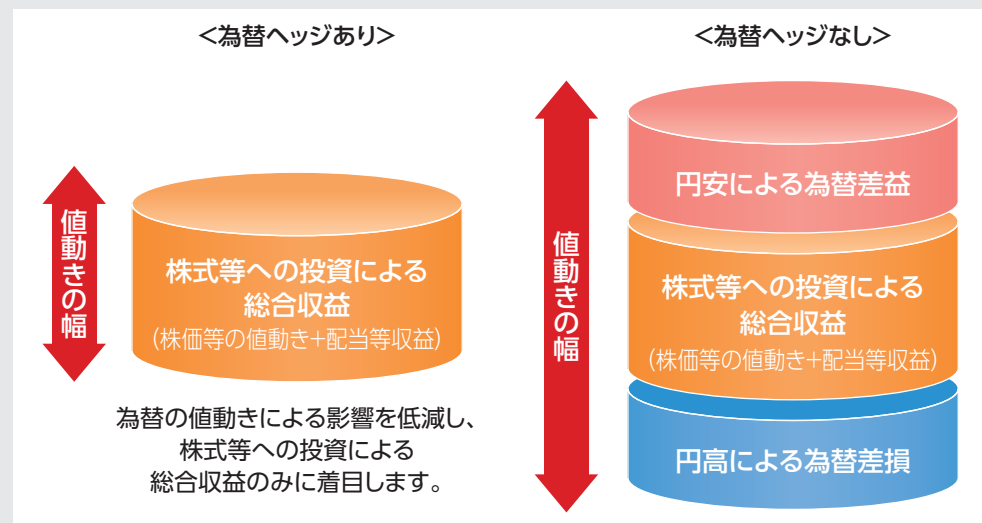 <為替ヘッジあり>
値動きの幅
株式等への投資による
総合収益
(株価等の値動き+配当等収益)
為替の値動きによる影響を低減し、
株式等への投資による
総合収益のみに着目します。
<為替ヘッジなし>
値動きの幅
円安による為替差益
株式等への投資による
総合収益
(株価等の値動き+配当等収益)
円高による為替差損